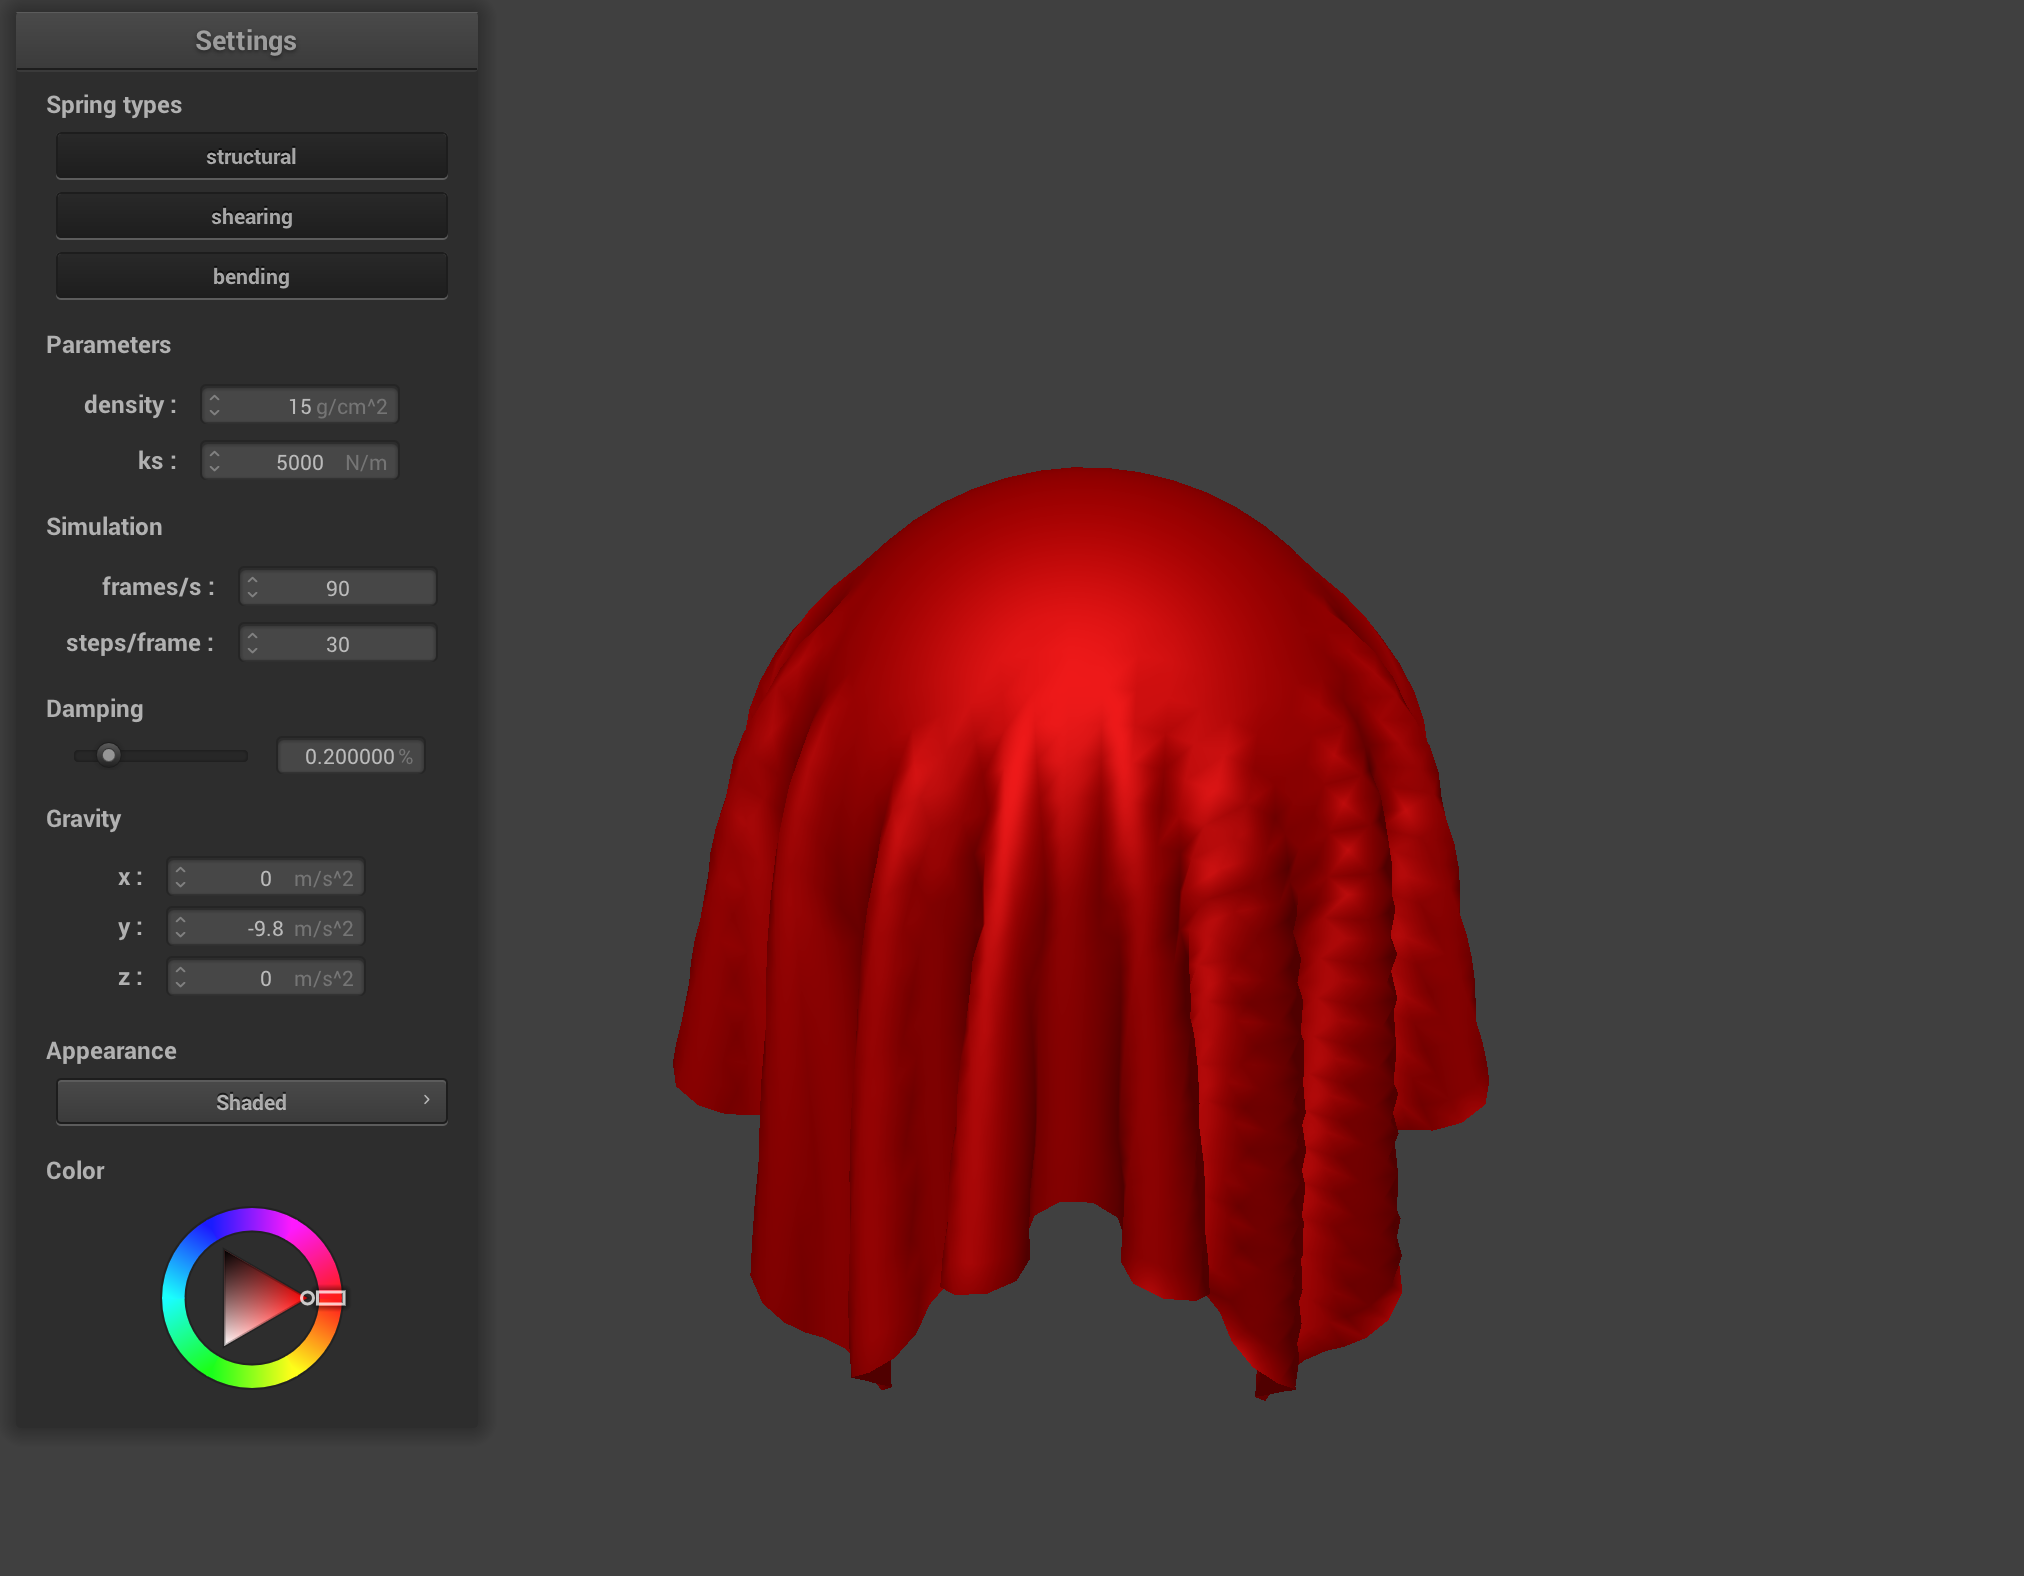 Settings
Spring types
structural
shearing
bending
Parameters
density : 15 g/cm^2
ks : 5000 N/m
Simulation
frames/s : 90
steps/frame : 30
Damping
0.200000 %
Gravity
x : 0 m/s^2
y : -9.8 m/s^2
z : 0 m/s^2
Appearance
Shaded
Color